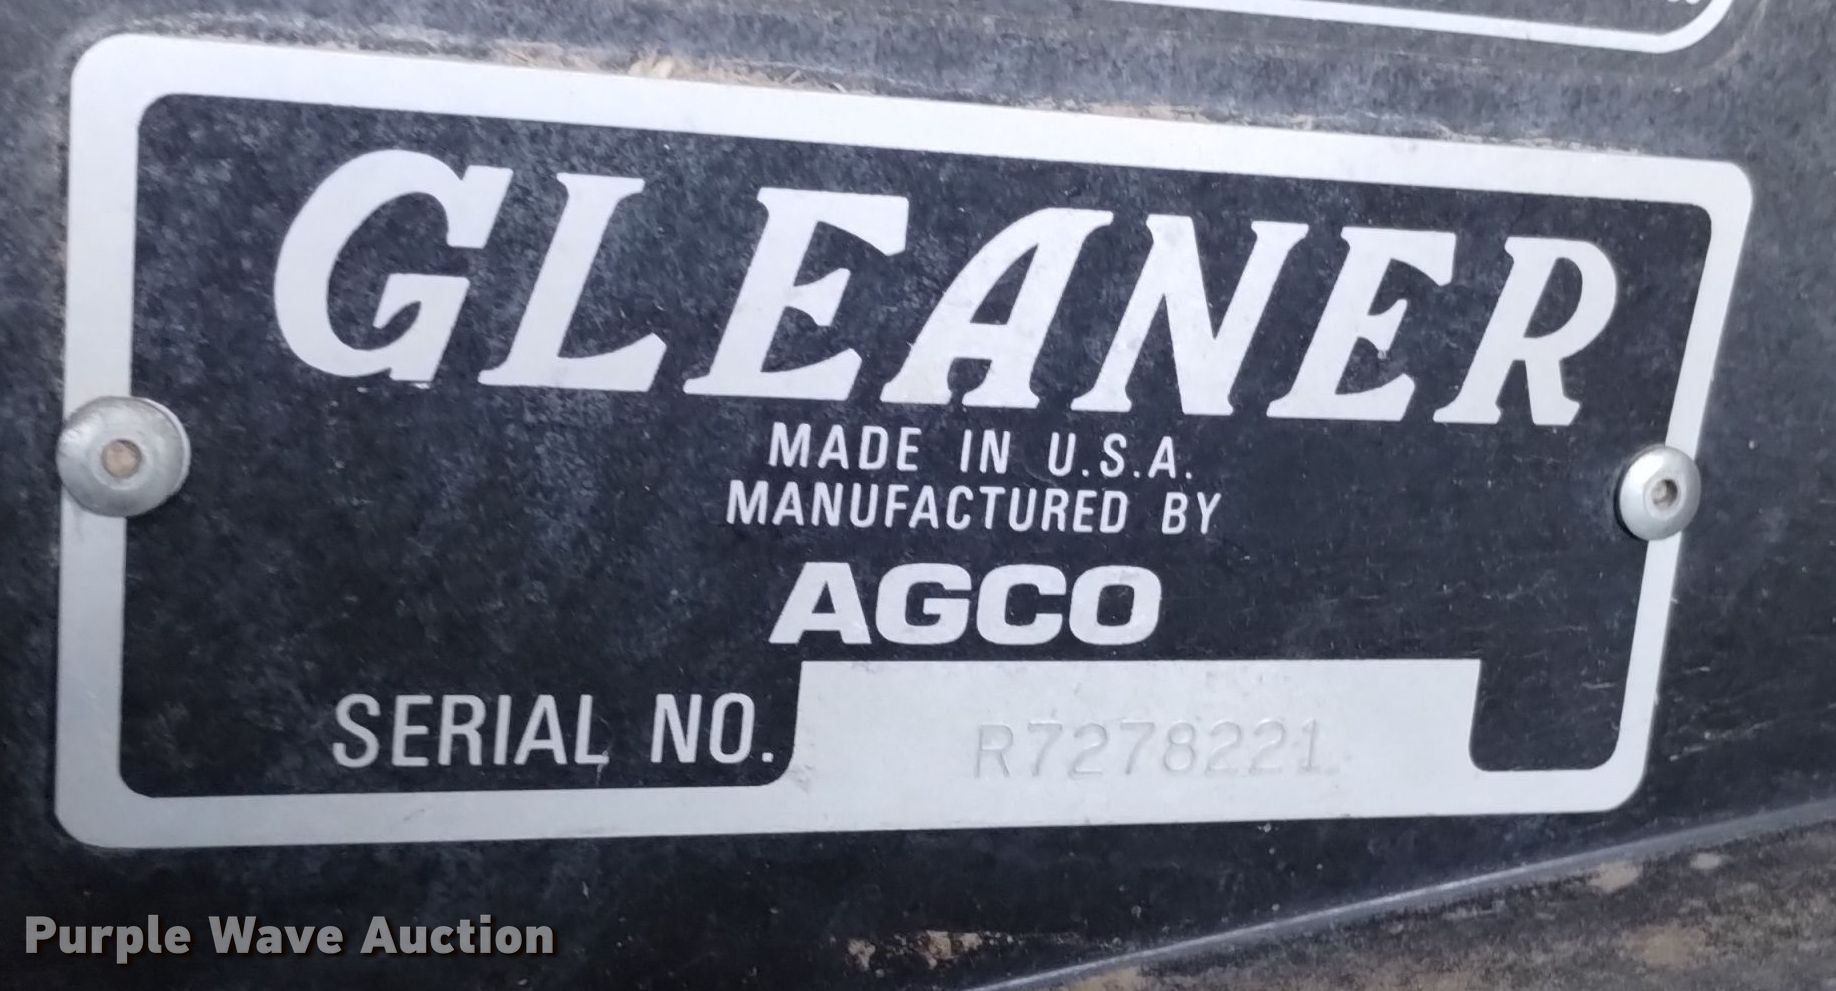 GLEANER
MADE IN U.S.A.
MANUFACTURED BY
AGCO
SERIAL NO. R7278221
Purple Wave Auction